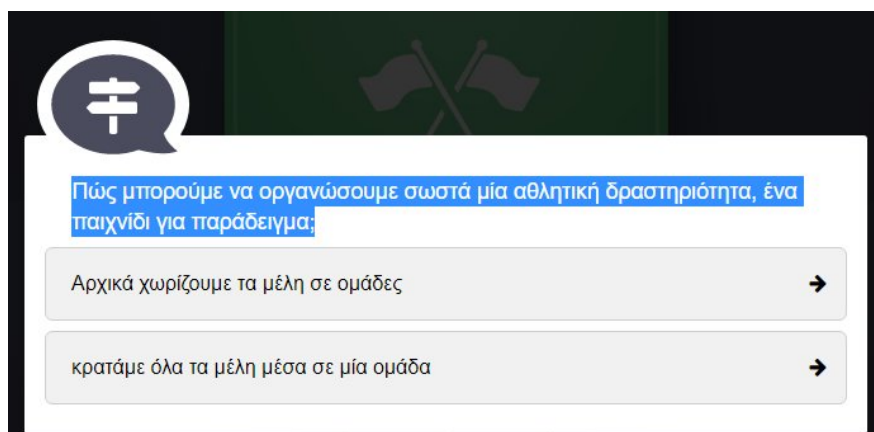 Πώς μπορούμε να οργανώσουμε σωστά μία αθλητική δραστηριότητα, ένα
παιχνίδι για παράδειγμα;
Αρχικά χωρίζουμε τα μέλη σε ομάδες
κρατάμε όλα τα μέλη μέσα σε μία ομάδα